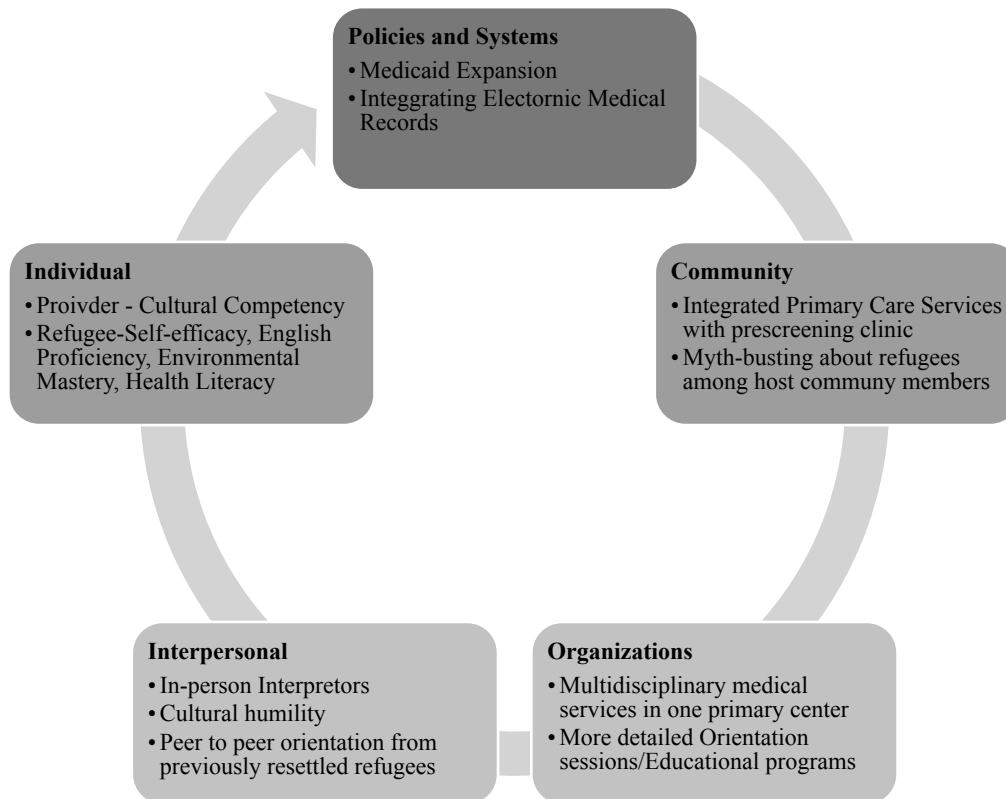 Policies and Systems
• Medicaid Expansion
• Integgrating Electornic Medical
Records
Individual
• Proivder - Cultural Competency
• Refugee-Self-efficacy, English
Proficiency, Environmental
Mastery, Health Literacy
Community
• Integrated Primary Care Services
with prescreening clinic
• Myth-busting about refugees
among host communy members
Interpersonal
• In-person Interpretors
• Cultural humility
• Peer to peer orientation from
previously resettled refugees
Organizations
• Multidisciplinary medical
services in one primary center
• More detailed Orientation
sessions/Educational programs